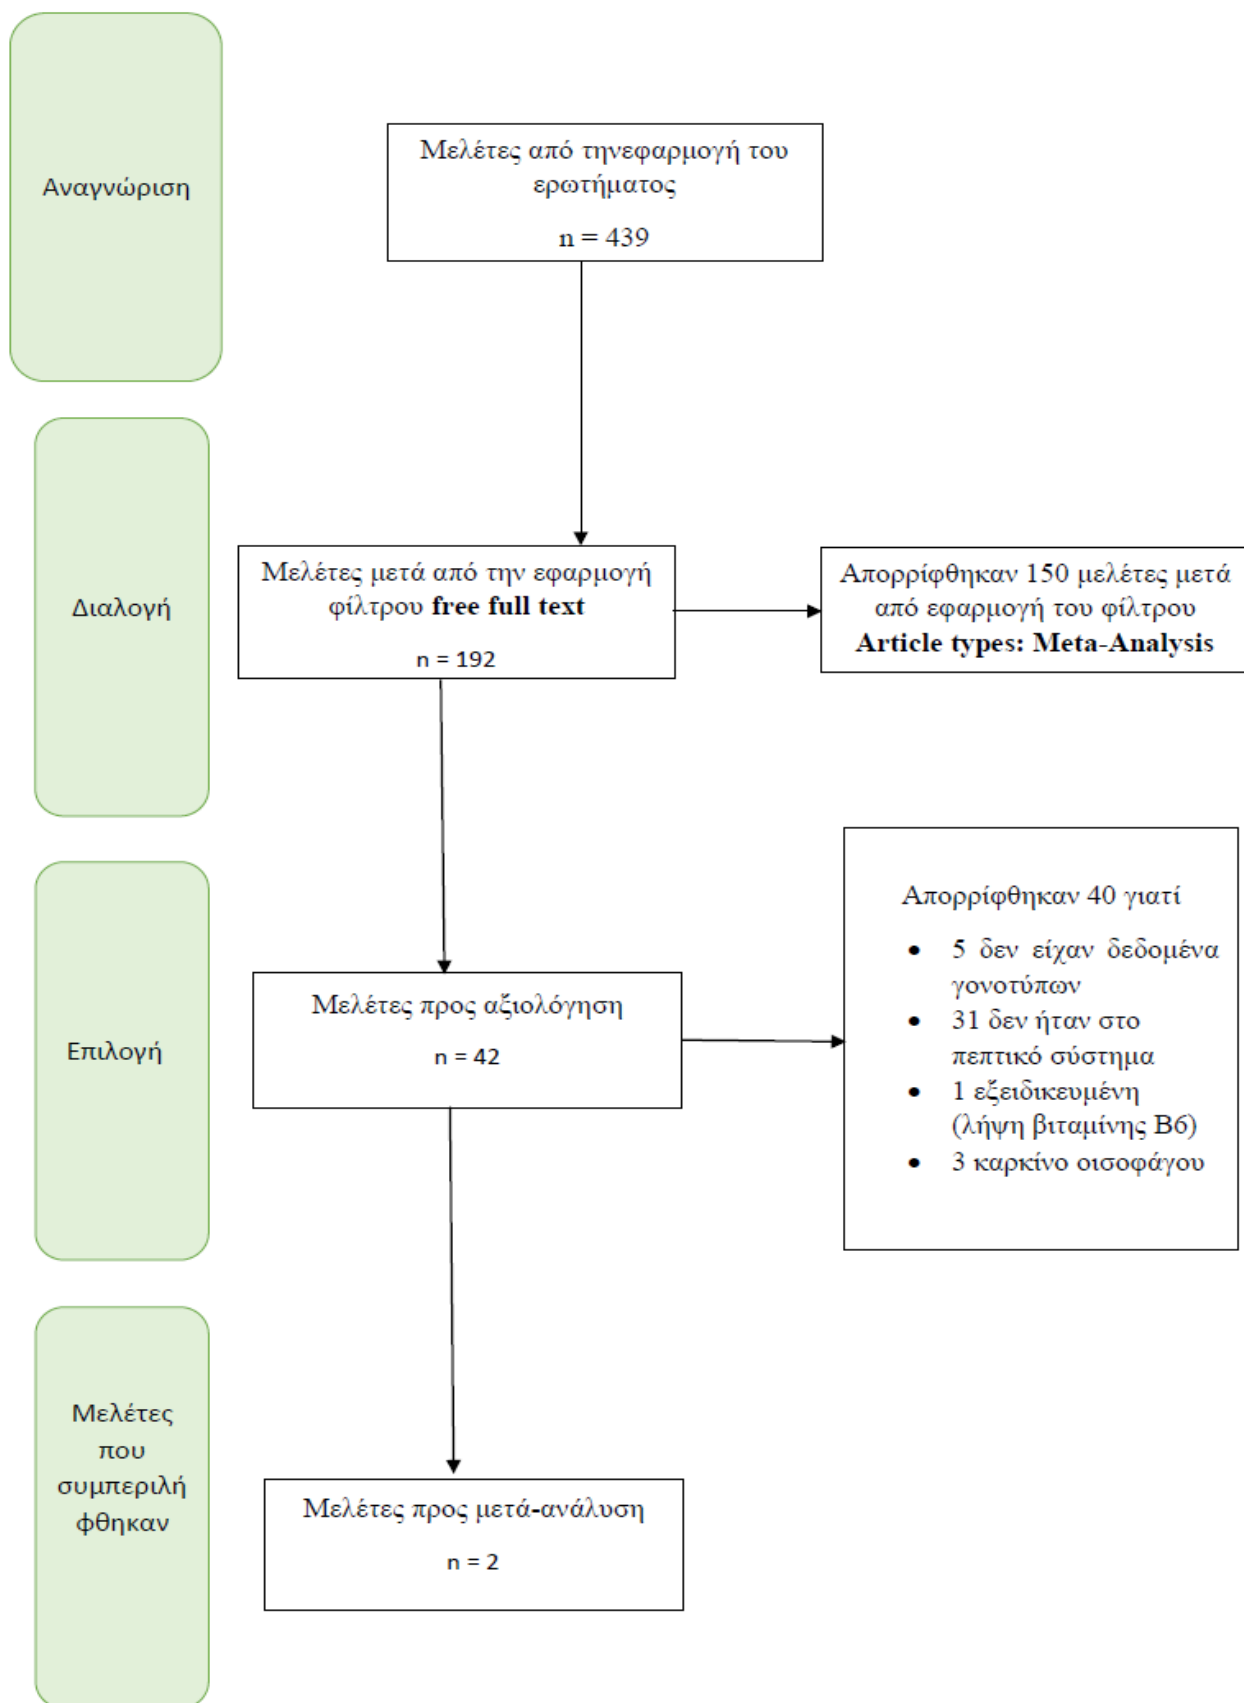 Αναγνώριση
Μελέτες από τηνεφαρμογή του
ερωτήματος
n = 439
Διαλογή
Μελέτες μετά από την εφαρμογή
φίλτρου free full text
n = 192
Απορρίφθηκαν 150 μελέτες μετά
από εφαρμογή του φίλτρου
Article types: Meta-Analysis
Επιλογή
Μελέτες προς αξιολόγηση
n = 42
Απορρίφθηκαν 40 γιατί
• 5 δεν είχαν δεδομένα
γονοτύπων
• 31 δεν ήταν στο
πεπτικό σύστημα
• 1 εξειδικευμένη
(λήψη βιταμίνης Β6)
• 3 καρκίνο οισοφάγου
Μελέτες
που
συμπεριλή
φθηκαν
Μελέτες προς μετά-ανάλυση
n = 2